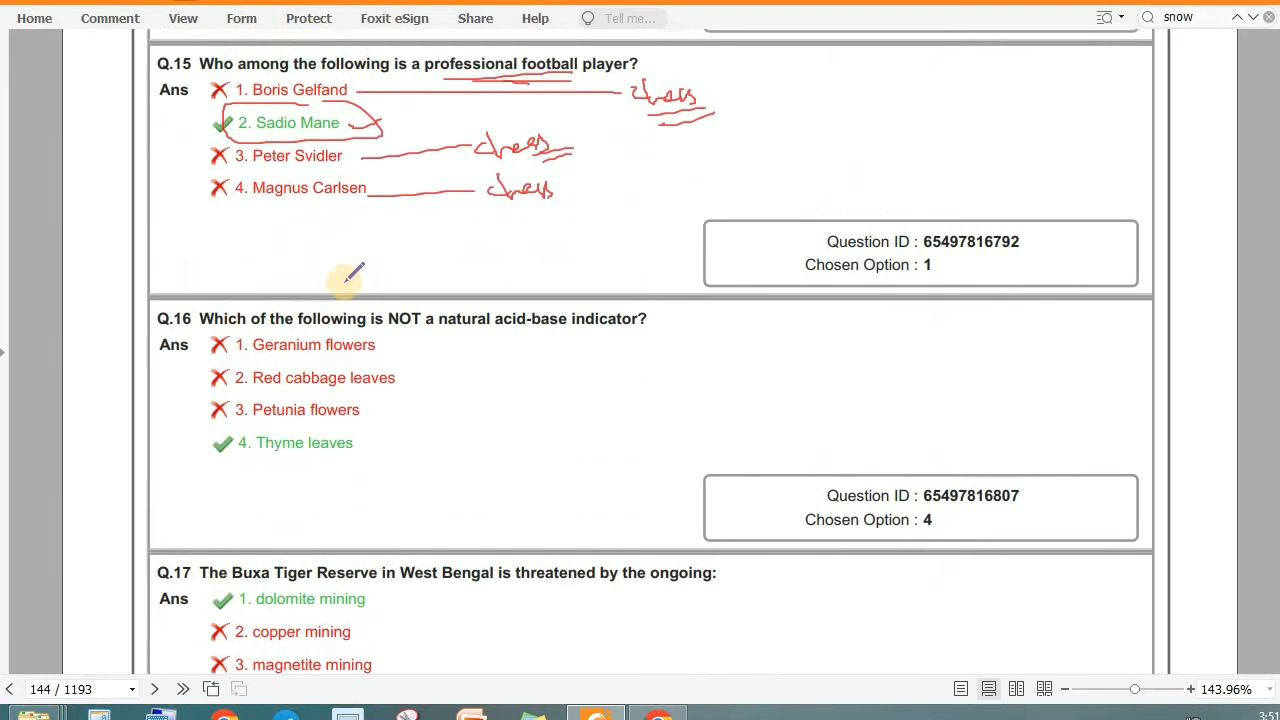 Home Comment View Form Protect Foxit eSign Share Help Tell me... snow
Q.15 Who among the following is a professional football player?
Ans 1. Boris Gelfand chess
2. Sadio Mane
3. Peter Svidler chess
4. Magnus Carlsen chess
Question ID : 65497816792
Chosen Option : 1
Q.16 Which of the following is NOT a natural acid-base indicator?
Ans 1. Geranium flowers
2. Red cabbage leaves
3. Petunia flowers
4. Thyme leaves
Question ID : 65497816807
Chosen Option : 4
Q.17 The Buxa Tiger Reserve in West Bengal is threatened by the ongoing:
Ans 1. dolomite mining
2. copper mining
3. magnetite mining
144 / 1193 143.96%